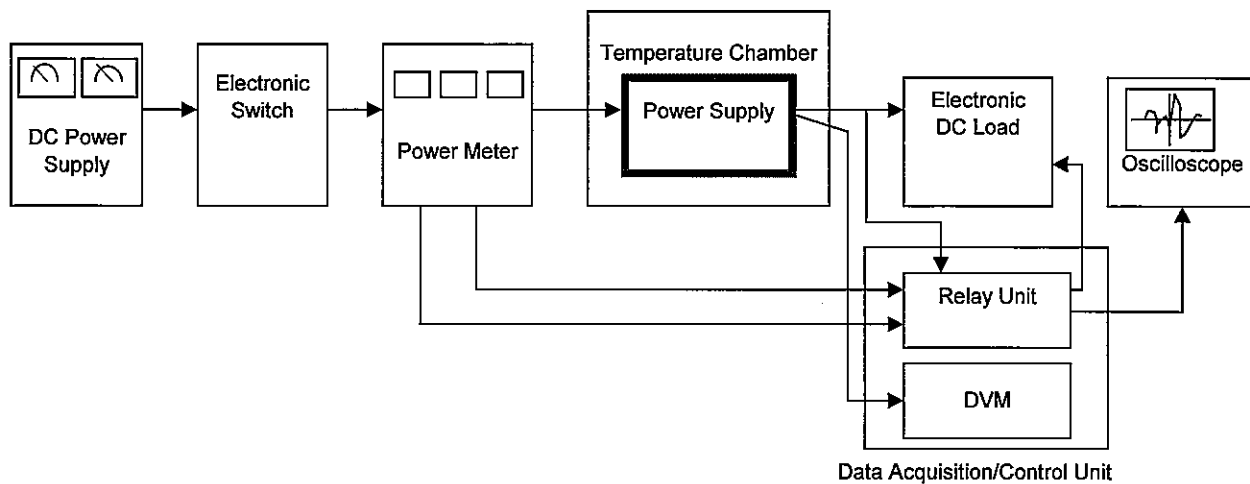 DC Power
Supply
Electronic
Switch
Power Meter
Temperature Chamber
Power Supply
Electronic
DC Load
Oscilloscope
Relay Unit
DVM
Data Acquisition/Control Unit